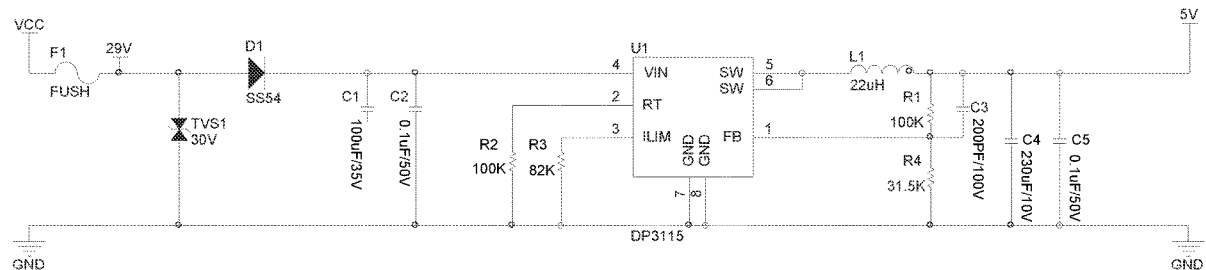 VCC
F1
FUSH
29V
TVS1
30V
D1
SS54
C1
100uF/35V
C2
0.1uF/50V
R2
100K
R3
82K
U1
4
VIN
2
RT
3
ILIM
SW
5
SW
6
FB
1
GND
GND
7
8
DP3115
L1
22uH
R1
100K
C3
200PF/100V
R4
31.5K
C4
230uF/10V
C5
0.1uF/50V
5V
GND
GND